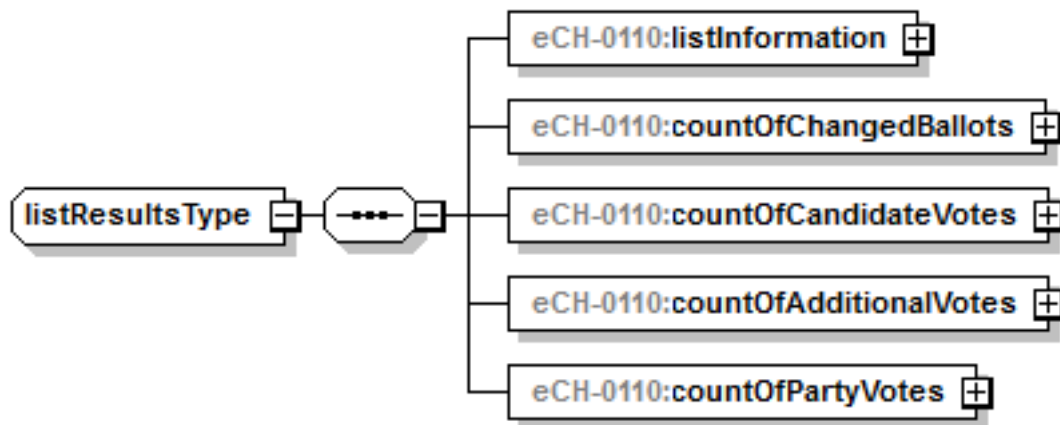 eCH-0110:listInformation
eCH-0110:countOfChangedBallots
listResultsType
eCH-0110:countOfCandidateVotes
eCH-0110:countOfAdditionalVotes
eCH-0110:countOfPartyVotes